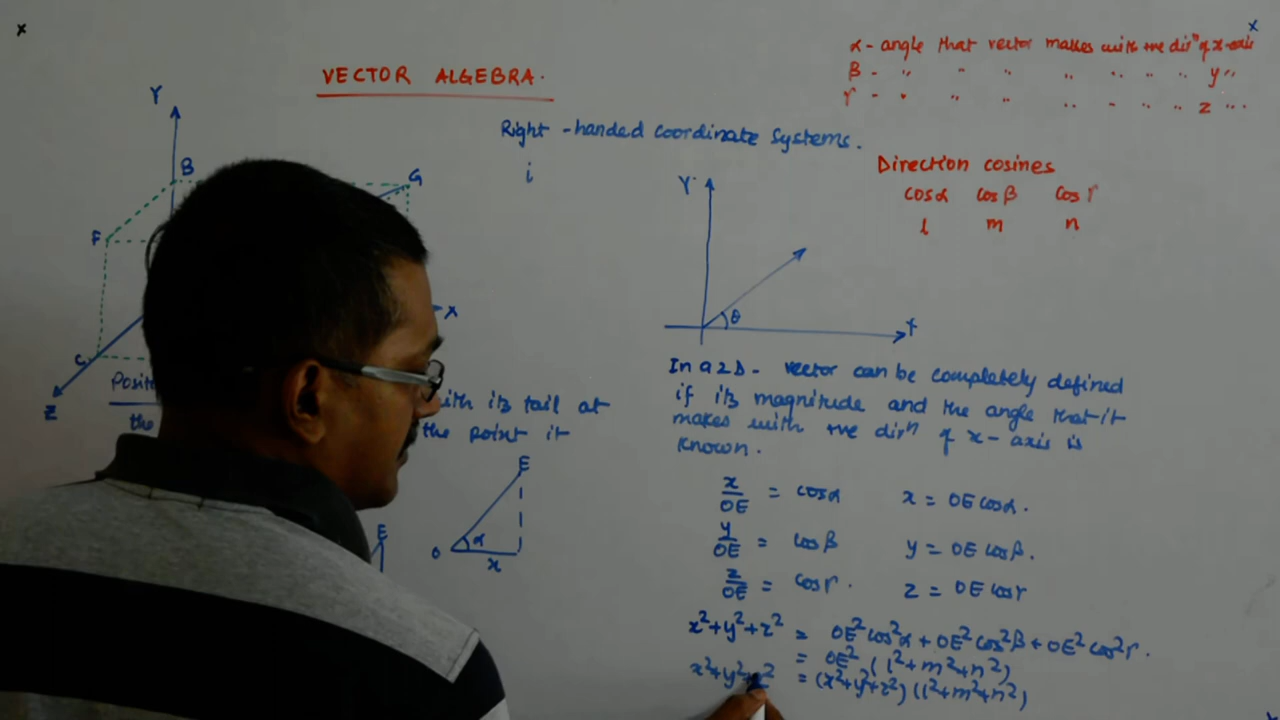 x
x
α - angle that vector makes with +ve dirⁿ of x-axis
β - " " " " " " " y "
γ - " " " " " " " z "
VECTOR ALGEBRA.
Right-handed coordinate systems.
i
Direction cosines
cosα cosβ cosγ
l m n
Y
B
G
F
X
C
Z
Y
θ
X
Posit
the
with its tail at
the point it
In a 2D - vector can be completely defined
if its magnitude and the angle that it
makes with +ve dirⁿ of x-axis is
known.
E
O α
x
E
x/OE = cosα x = OE cosα.
y/OE = cosβ y = OE cosβ.
z/OE = cosγ. z = OE cosγ
x²+y²+z² = OE²cos²α + OE²cos²β + OE²cos²γ.
= OE² (l²+m²+n²)
x²+y²+z² = (x²+y²+z²) (l²+m²+n²)